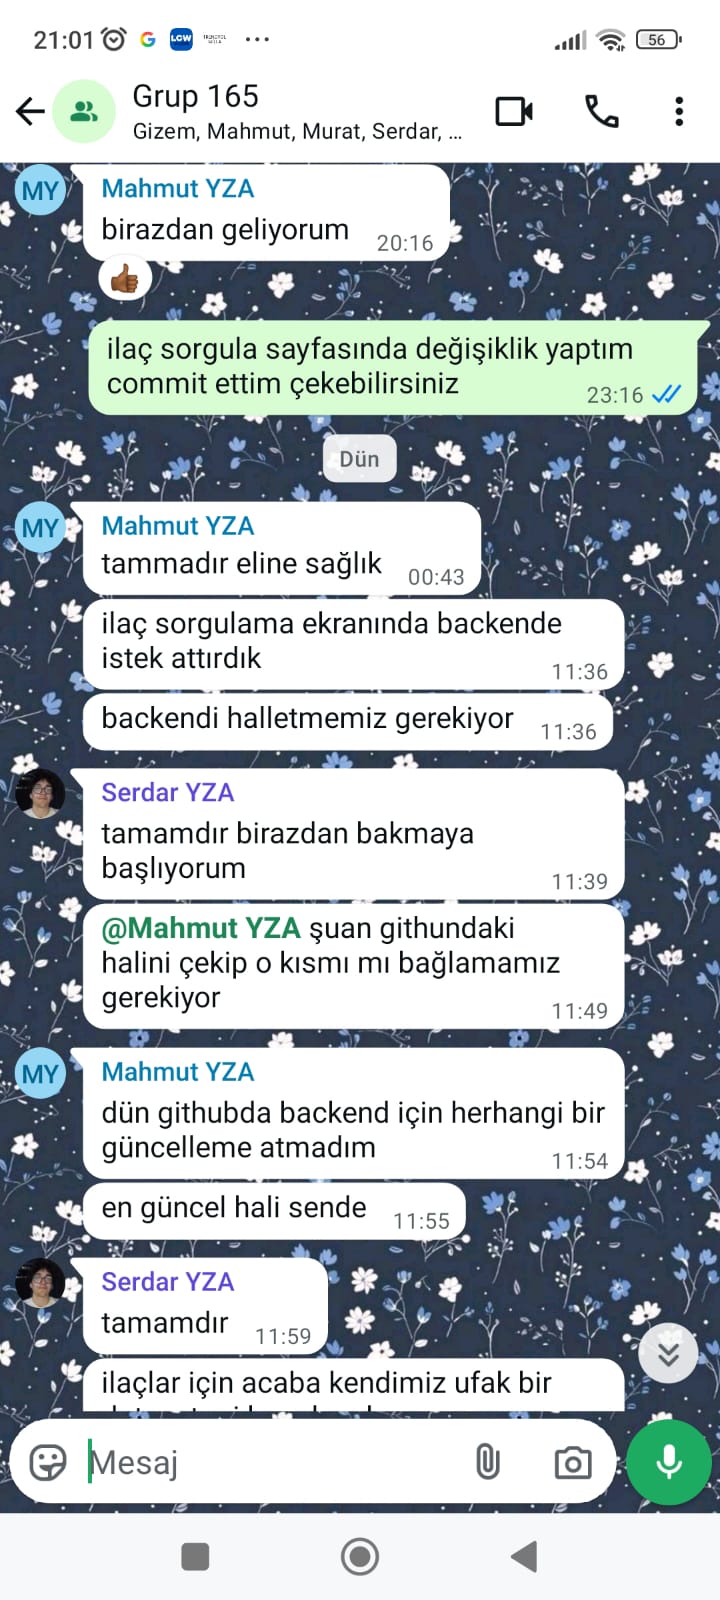 21:01
LCW
56
Grup 165
Gizem, Mahmut, Murat, Serdar, ...
MY
Mahmut YZA
birazdan geliyorum
20:16
ilaç sorgula sayfasında değişiklik yaptım
commit ettim çekebilirsiniz
23:16
Dün
MY
Mahmut YZA
tammadır eline sağlık
00:43
ilaç sorgulama ekranında backende
istek attırdık
11:36
backendi halletmemiz gerekiyor
11:36
Serdar YZA
tamamdır birazdan bakmaya
başlıyorum
11:39
@Mahmut YZA şuan githundaki
halini çekip o kısmı mı bağlamamız
gerekiyor
11:49
MY
Mahmut YZA
dün githubda backend için herhangi bir
güncelleme atmadım
11:54
en güncel hali sende
11:55
Serdar YZA
tamamdır
11:59
ilaçlar için acaba kendimiz ufak bir
Mesaj